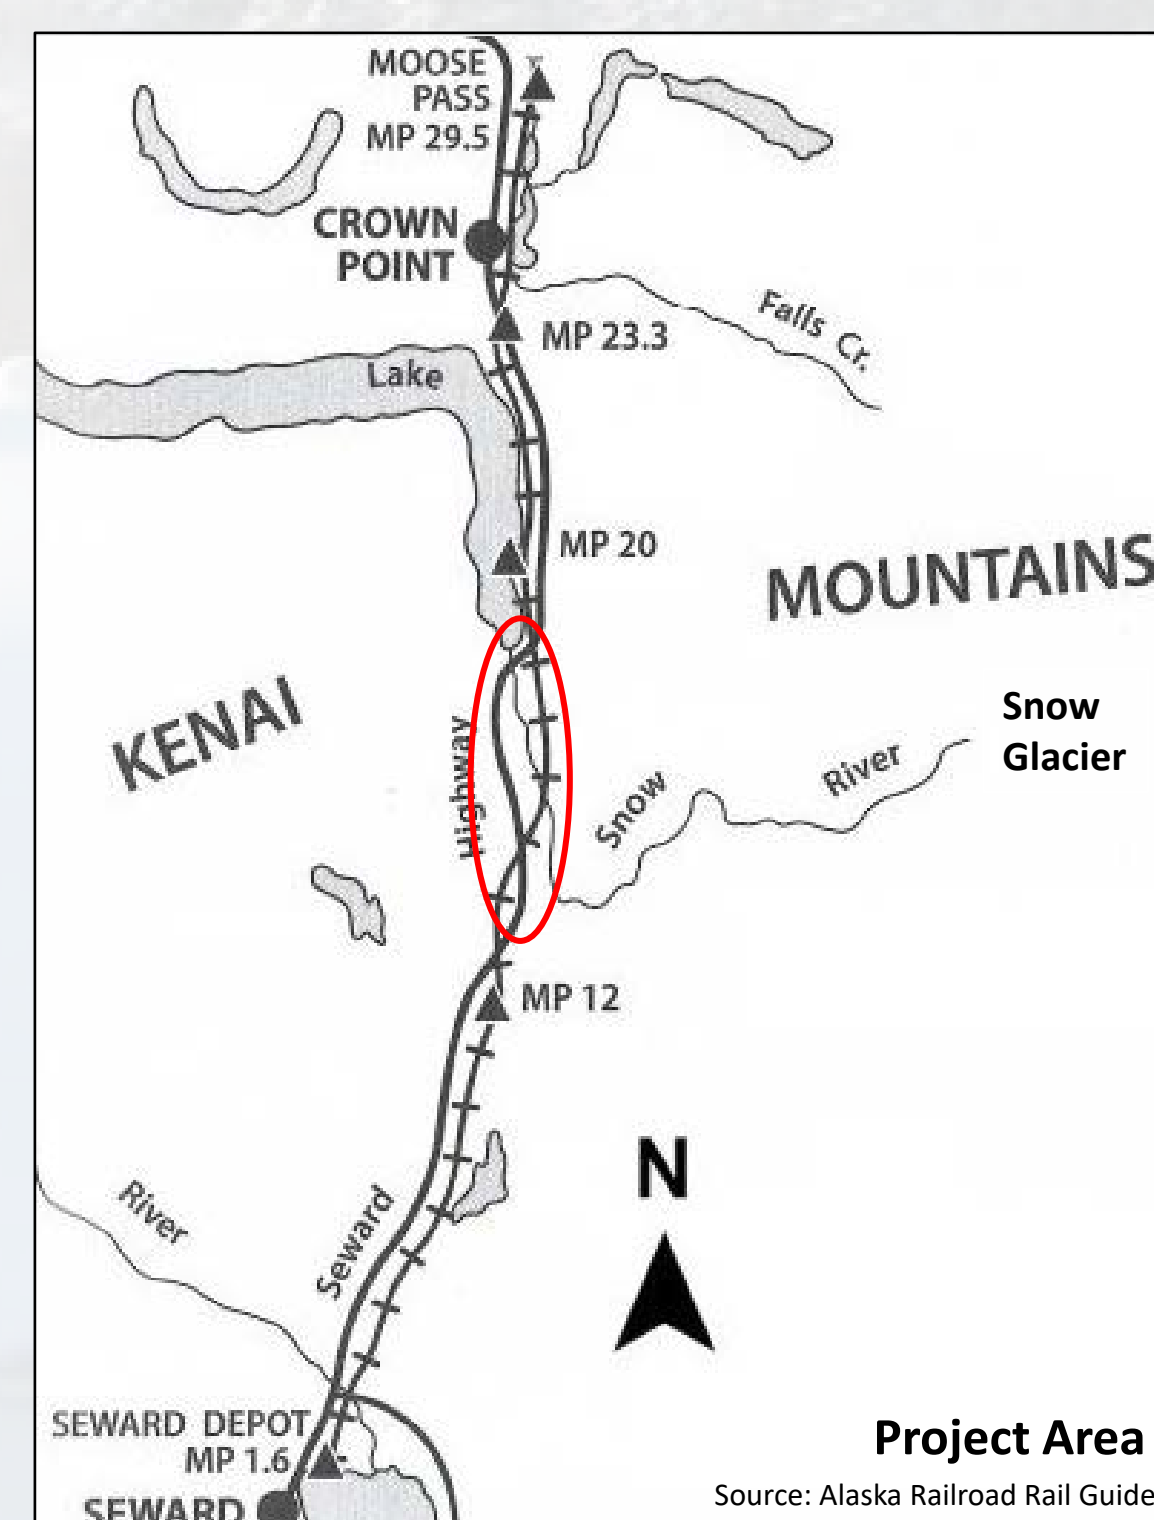 MOOSE
PASS
MP 29.5
CROWN
POINT
Falls Cr.
MP 23.3
Lake
MP 20
MOUNTAINS
KENAI
Snow
Glacier
Highway
Snow
River
MP 12
N
River
Seward
SEWARD DEPOT
MP 1.6
SEWARD
Project Area
Source: Alaska Railroad Rail Guide